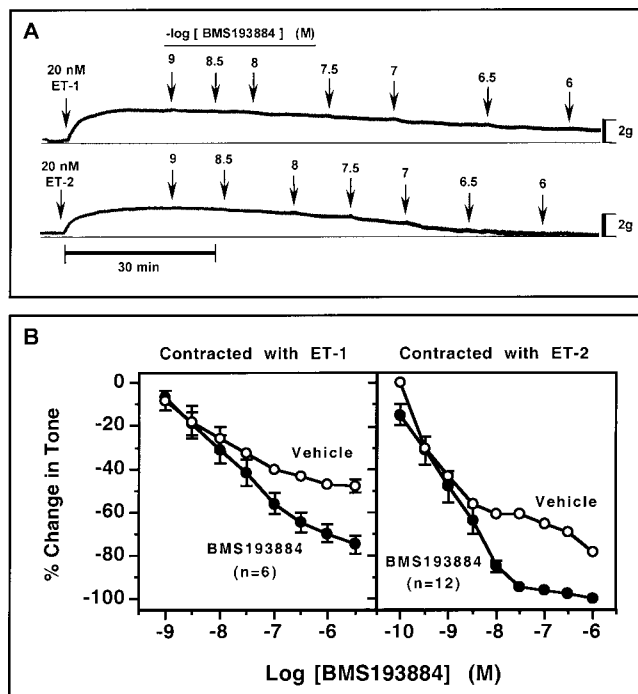 A
-log [ BMS193884 ] (M)
20 nM
ET-1
9
8.5
8
7.5
7
6.5
6
2g
20 nM
ET-2
9
8.5
8
7.5
7
6.5
6
2g
30 min
B
Contracted with ET-1
Contracted with ET-2
% Change in Tone
0
-20
-40
-60
-80
-100
Vehicle
BMS193884
(n=6)
Vehicle
BMS193884
(n=12)
-9
-8
-7
-6
-10
-9
-8
-7
-6
Log [BMS193884] (M)